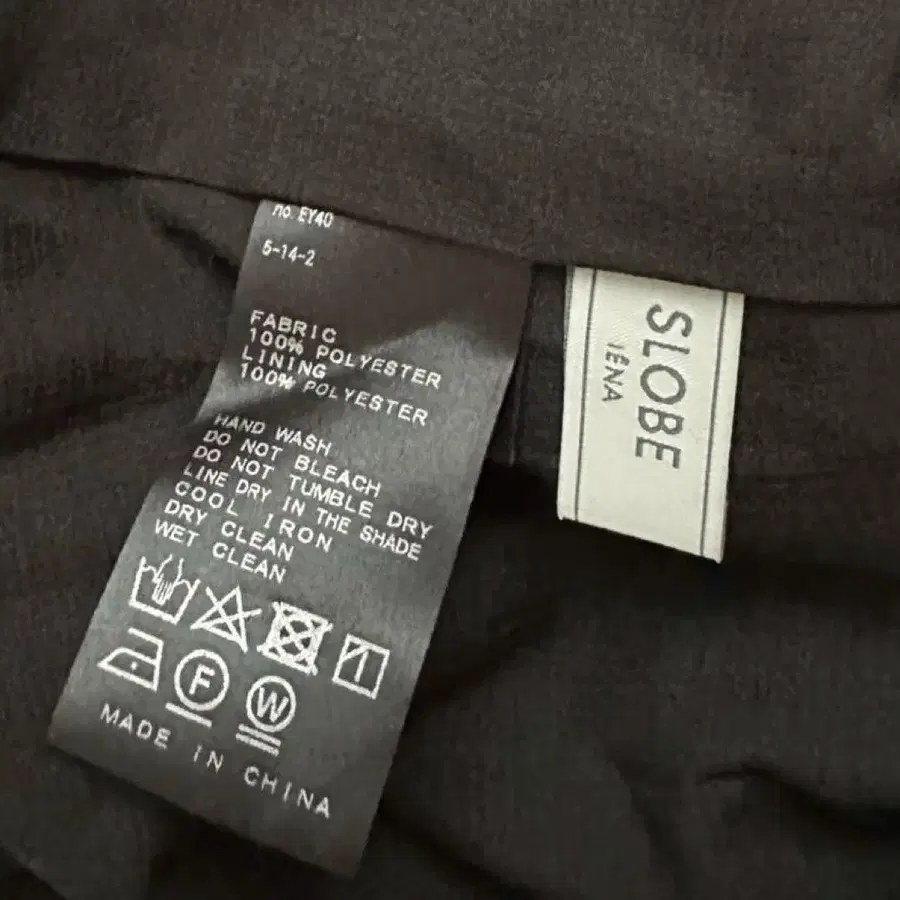 no. EY40
5-14-2
FABRIC
100% POLYESTER
LINING
100% POLYESTER
HAND WASH
DO NOT BLEACH
DO NOT TUMBLE DRY
LINE DRY IN THE SHADE
COOL IRON
DRY CLEAN
WET CLEAN
F
W
MADE IN CHINA
SLOBE
IÉNA